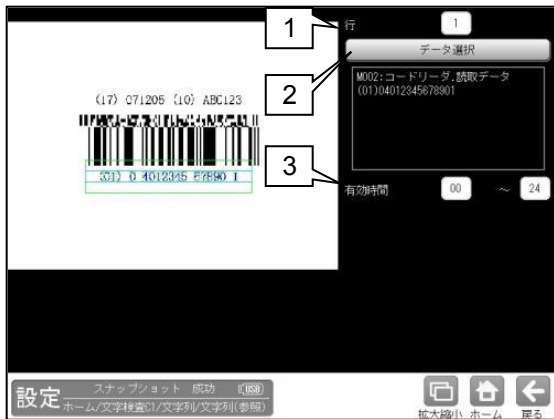 1
行
1
データ選択
2
M002:コードリーダ.読取データ
(01)04012345678901
(17) 071205 (10) ABC123
(01) 0 4012345 67890 1
3
有効時間
00 ～ 24
設定
スナップショット 成功 USB
ホーム/文字検査C1/文字列/文字列(参照)
拡大縮小 ホーム 戻る